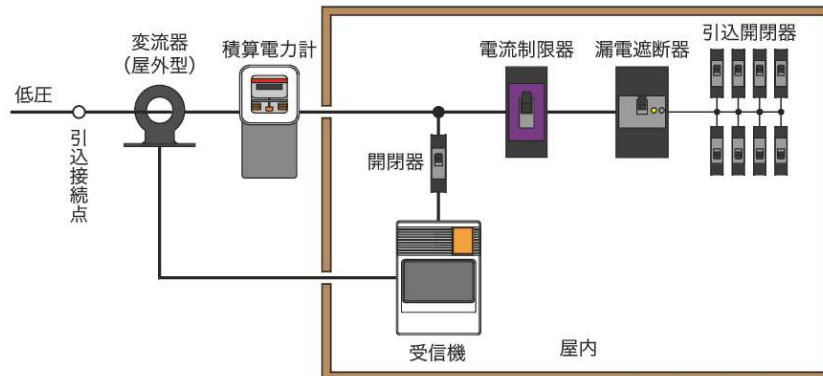 変流器
(屋外型)
積算電力計
電流制限器
漏電遮断器
引込開閉器
低圧
引込接続点
開閉器
受信機
屋内